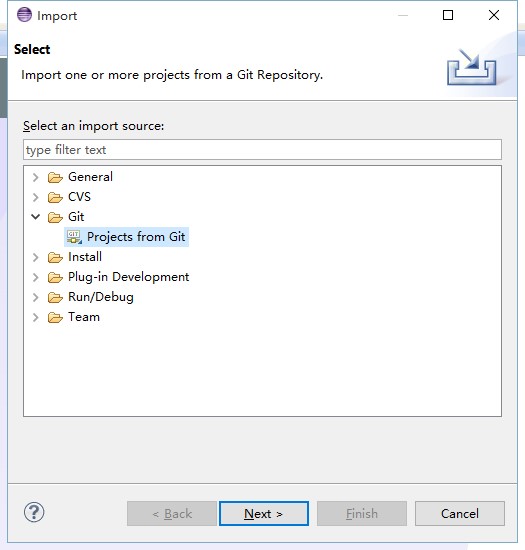 Import
Select
Import one or more projects from a Git Repository.
Select an import source:
type filter text
General
CVS
Git
GIT Projects from Git
Install
Plug-in Development
Run/Debug
Team
? < Back Next > Finish Cancel